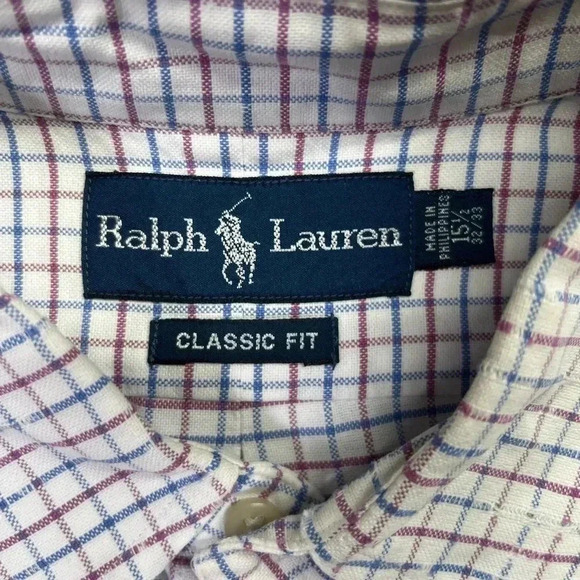 Ralph Lauren
MADE IN
PHILIPPINES
15½
32/33
CLASSIC FIT